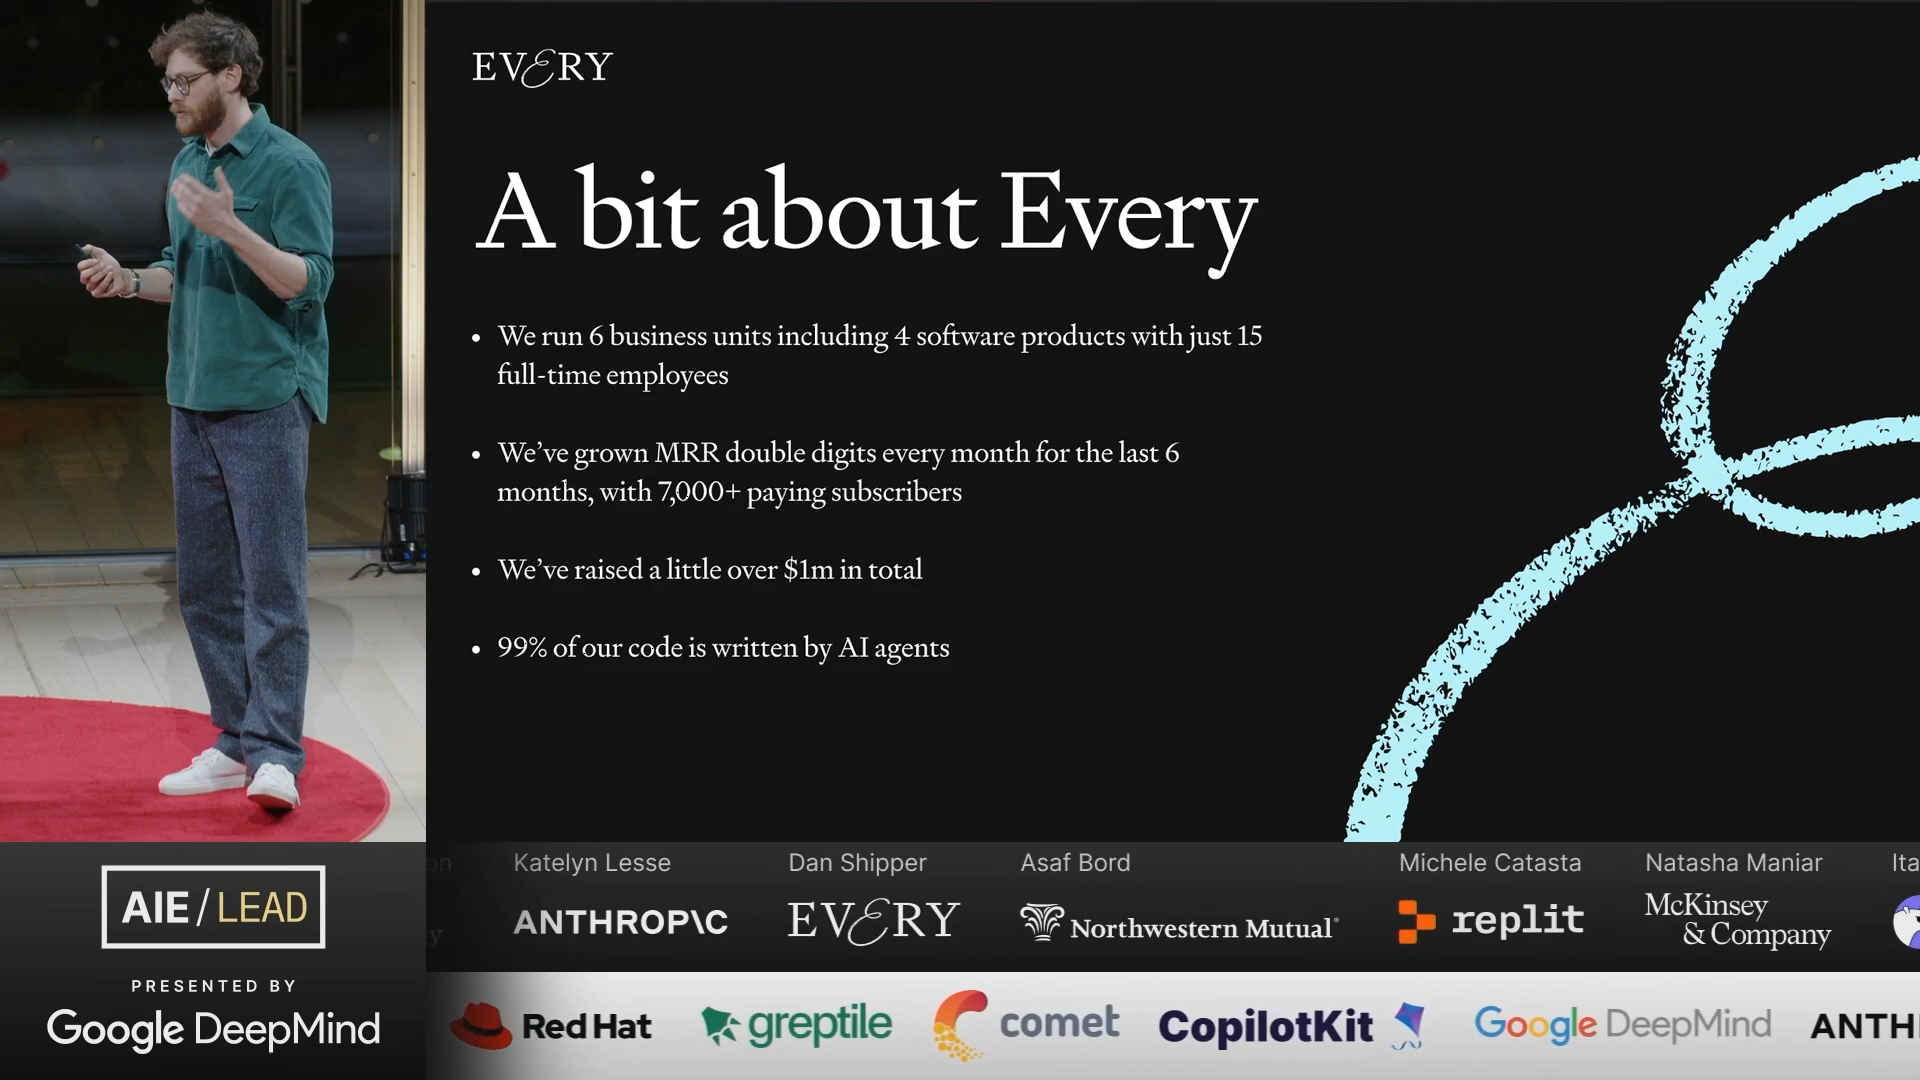 EVERY
A bit about Every
• We run 6 business units including 4 software products with just 15
full-time employees
• We've grown MRR double digits every month for the last 6
months, with 7,000+ paying subscribers
• We've raised a little over $1m in total
• 99% of our code is written by AI agents
AIE/LEAD
PRESENTED BY
Google DeepMind
Katelyn Lesse
ANTHROP\C
Dan Shipper
EVERY
Asaf Bord
Northwestern Mutual
Michele Catasta
replit
Natasha Maniar
McKinsey
& Company
Ita
Red Hat
greptile
comet
CopilotKit
Google DeepMind
ANTH